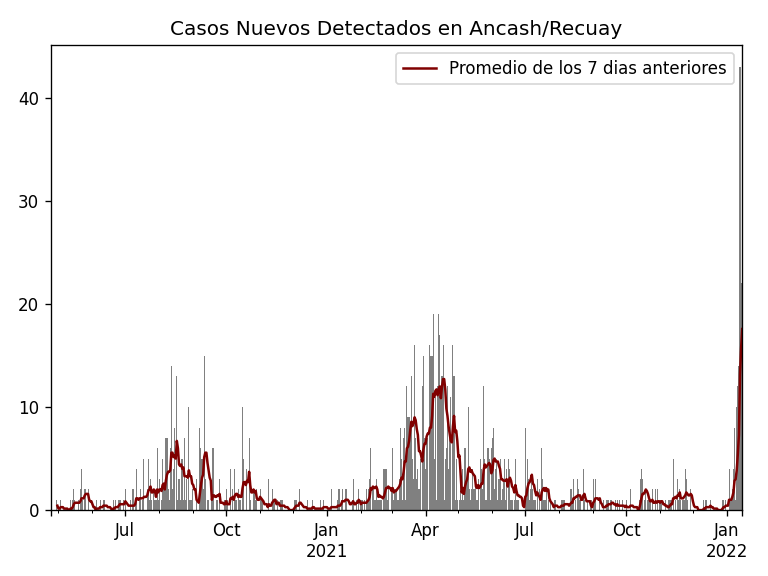 Casos Nuevos Detectados en Ancash/Recuay
Promedio de los 7 dias anteriores
40
30
20
10
0
Jul Oct Jan Apr Jul Oct Jan
2021 2022